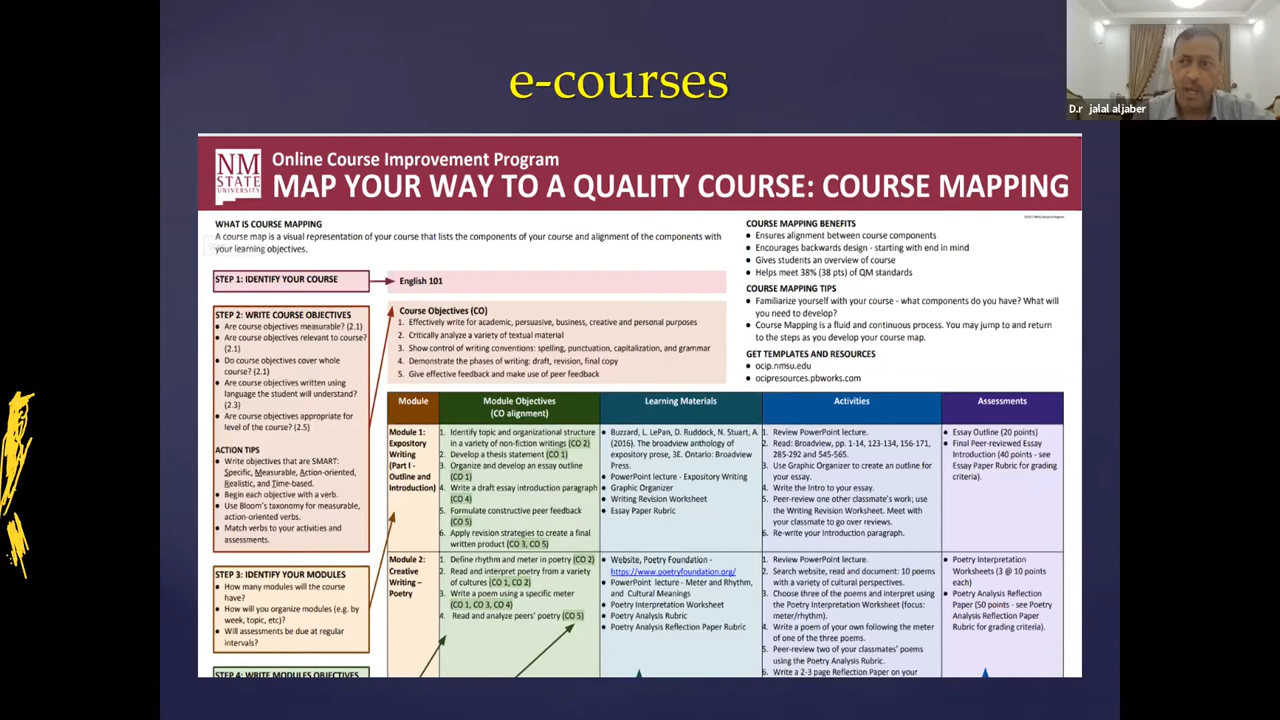 e-courses
D.r jalal aljaber
NM
STATE
UNIVERSITY
Online Course Improvement Program
MAP YOUR WAY TO A QUALITY COURSE: COURSE MAPPING
WHAT IS COURSE MAPPING
A course map is a visual representation of your course that lists the components of your course and alignment of the components with
your learning objectives.
COURSE MAPPING BENEFITS
• Ensures alignment between course components
• Encourages backwards design - starting with end in mind
• Gives students an overview of course
• Helps meet 38% (38 pts) of QM standards
COURSE MAPPING TIPS
• Familiarize yourself with your course - what components do you have? What will
you need to develop?
• Course Mapping is a fluid and continuous process. You may jump to and return
to the steps as you develop your course map.
GET TEMPLATES AND RESOURCES
• ocip.nmsu.edu
• ocipresources.pbworks.com
STEP 1: IDENTIFY YOUR COURSE
English 101
STEP 2: WRITE COURSE OBJECTIVES
• Are course objectives measurable? (2.1)
• Are course objectives relevant to course?
(2.1)
• Do course objectives cover whole
course? (2.1)
• Are course objectives written using
language the student will understand?
(2.3)
• Are course objectives appropriate for
level of the course? (2.5)
ACTION TIPS
• Write objectives that are SMART:
Specific, Measurable, Action-oriented,
Realistic, and Time-based.
• Begin each objective with a verb.
• Use Bloom's taxonomy for measurable,
action-oriented verbs.
• Match verbs to your activities and
assessments.
Course Objectives (CO)
1. Effectively write for academic, persuasive, business, creative and personal purposes
2. Critically analyze a variety of textual material
3. Show control of writing conventions: spelling, punctuation, capitalization, and grammar
4. Demonstrate the phases of writing: draft, revision, final copy
5. Give effective feedback and make use of peer feedback
STEP 3: IDENTIFY YOUR MODULES
• How many modules will the course
have?
• How will you organize modules (e.g. by
week, topic, etc)?
• Will assessments be due at regular
intervals?
STEP 4: WRITE MODULES OBJECTIVES
Module
Module Objectives
(CO alignment)
Learning Materials
Activities
Assessments
Module 1:
Expository
Writing
(Part I -
Outline and
Introduction)
1. Identify topic and organizational structure
in a variety of non-fiction writings (CO 2)
2. Develop a thesis statement (CO 1)
3. Organize and develop an essay outline
(CO 1)
4. Write a draft essay introduction paragraph
(CO 4)
5. Formulate constructive peer feedback
(CO 5)
6. Apply revision strategies to create a final
written product (CO 3, CO 5)
• Buzzard, L. LePan, D. Ruddock, N. Stuart, A.
(2016). The broadview anthology of
expository prose, 3E. Ontario: Broadview
Press.
• PowerPoint lecture - Expository Writing
• Graphic Organizer
• Writing Revision Worksheet
• Essay Paper Rubric
1. Review PowerPoint lecture.
2. Read: Broadview, pp. 1-14, 123-134, 156-171,
285-292 and 545-565.
3. Use Graphic Organizer to create an outline for
your essay.
4. Write the Intro to your essay.
5. Peer-review one other classmate's work; use
the Writing Revision Worksheet. Meet with
your classmate to go over reviews.
6. Re-write your Introduction paragraph.
• Essay Outline (20 points)
• Final Peer-reviewed Essay
Introduction (40 points - see
Essay Paper Rubric for grading
criteria).
Module 2:
Creative
Writing –
Poetry
1. Define rhythm and meter in poetry (CO 2)
2. Read and interpret poetry from a variety
of cultures (CO 1, CO 2)
3. Write a poem using a specific meter
(CO 1, CO 3, CO 4)
4. Read and analyze peers' poetry (CO 5)
• Website, Poetry Foundation -
https://www.poetryfoundation.org/
• PowerPoint lecture - Meter and Rhythm,
and Cultural Meanings
• Poetry Interpretation Worksheet
• Poetry Analysis Rubric
• Poetry Analysis Reflection Paper Rubric
1. Review PowerPoint lecture.
2. Search website, read and document: 10 poems
with a variety of cultural perspectives.
3. Choose three of the poems and interpret using
the Poetry Interpretation Worksheet (focus:
meter/rhythm).
4. Write a poem of your own following the meter
of one of the three poems.
5. Peer-review two of your classmates' poems
using the Poetry Analysis Rubric.
6. Write a 2-3 page Reflection Paper on your
• Poetry Interpretation
Worksheets (3 @ 10 points
each)
• Poetry Analysis Reflection
Paper (50 points - see Poetry
Analysis Reflection Paper
Rubric for grading criteria).